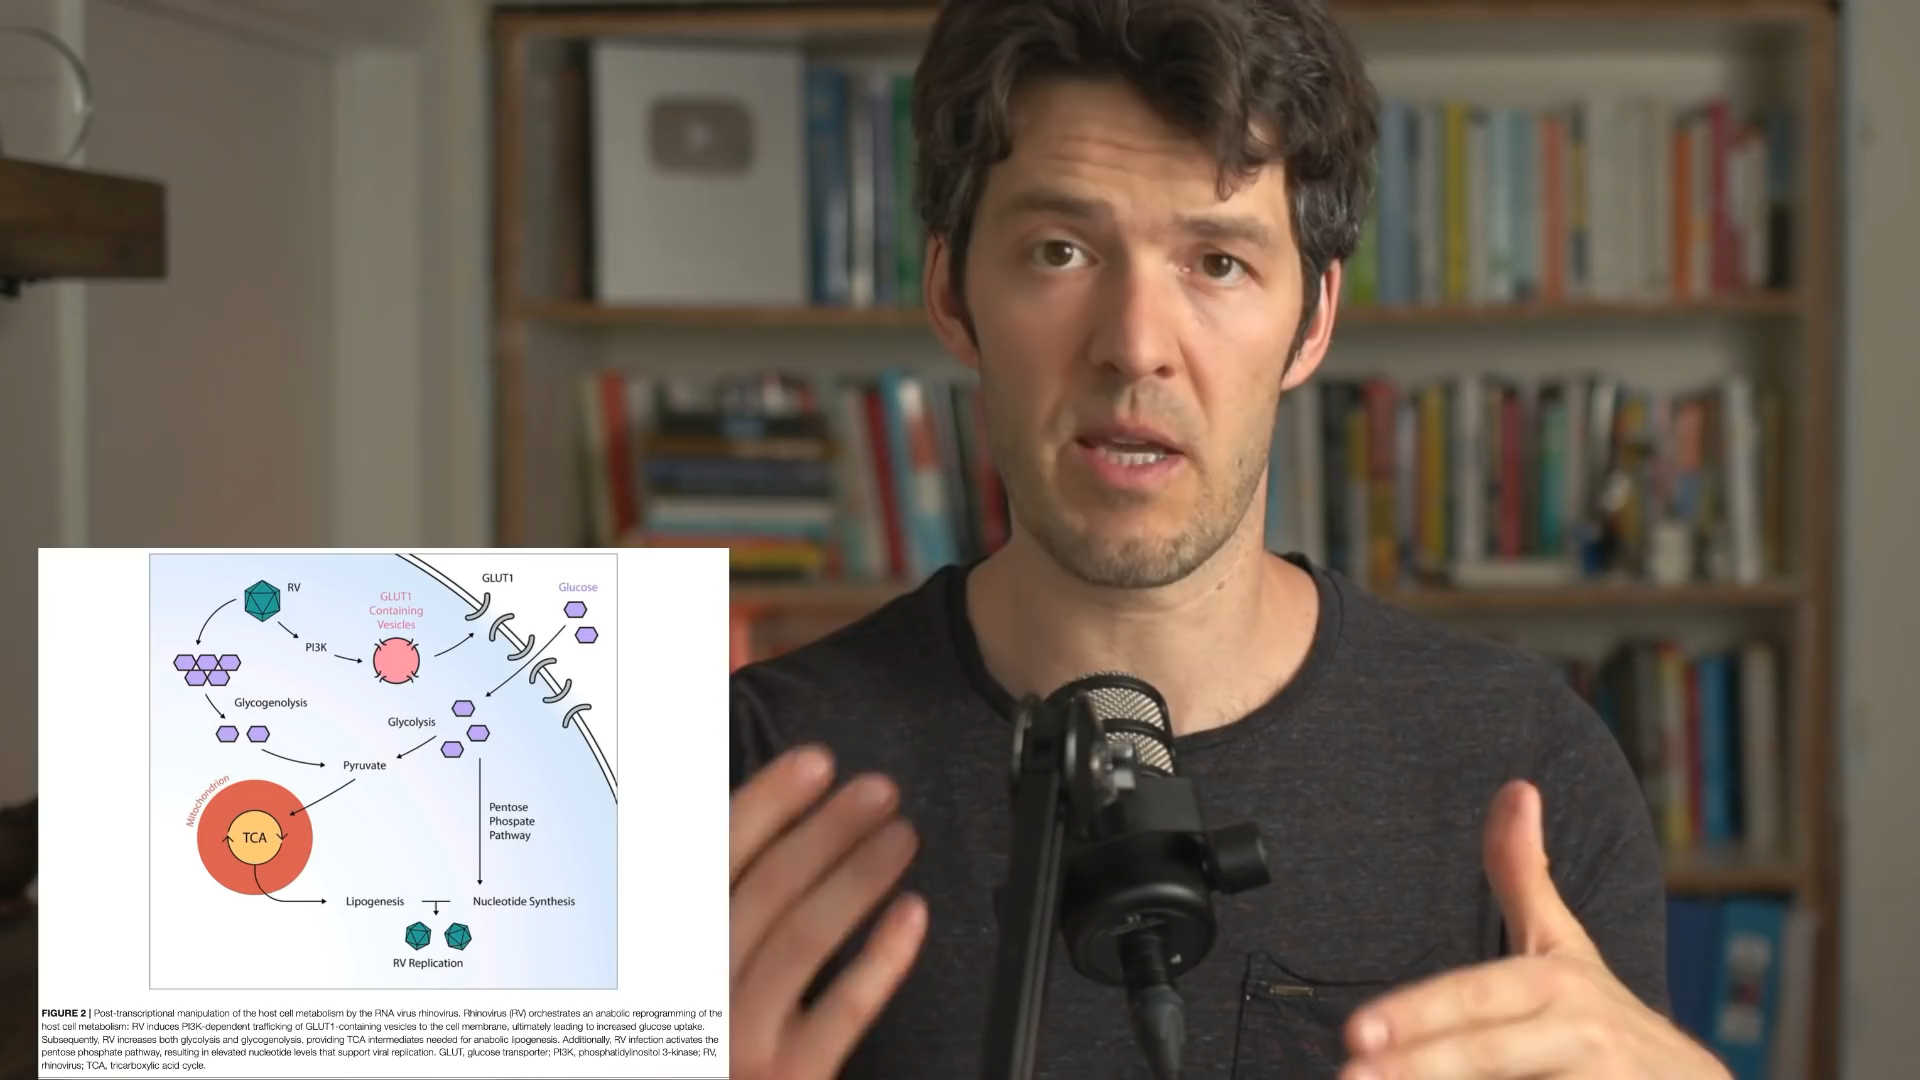 RV
GLUT1
Glucose
GLUT1
Containing
Vesicles
PI3K
Glycogenolysis
Glycolysis
Pyruvate
Mitochondrion
TCA
Pentose
Phospate
Pathway
Lipogenesis
Nucleotide Synthesis
RV Replication
FIGURE 2 | Post-transcriptional manipulation of the host cell metabolism by the RNA virus rhinovirus. Rhinovirus (RV) orchestrates an anabolic reprogramming of the
host cell metabolism: RV induces PI3K-dependent trafficking of GLUT1-containing vesicles to the cell membrane, ultimately leading to increased glucose uptake.
Subsequently, RV increases both glycolysis and glycogenolysis, providing TCA intermediates needed for anabolic lipogenesis. Additionally, RV infection activates the
pentose phosphate pathway, resulting in elevated nucleotide levels that support viral replication. GLUT, glucose transporter; PI3K, phosphatidylinositol 3-kinase; RV,
rhinovirus; TCA, tricarboxylic acid cycle.